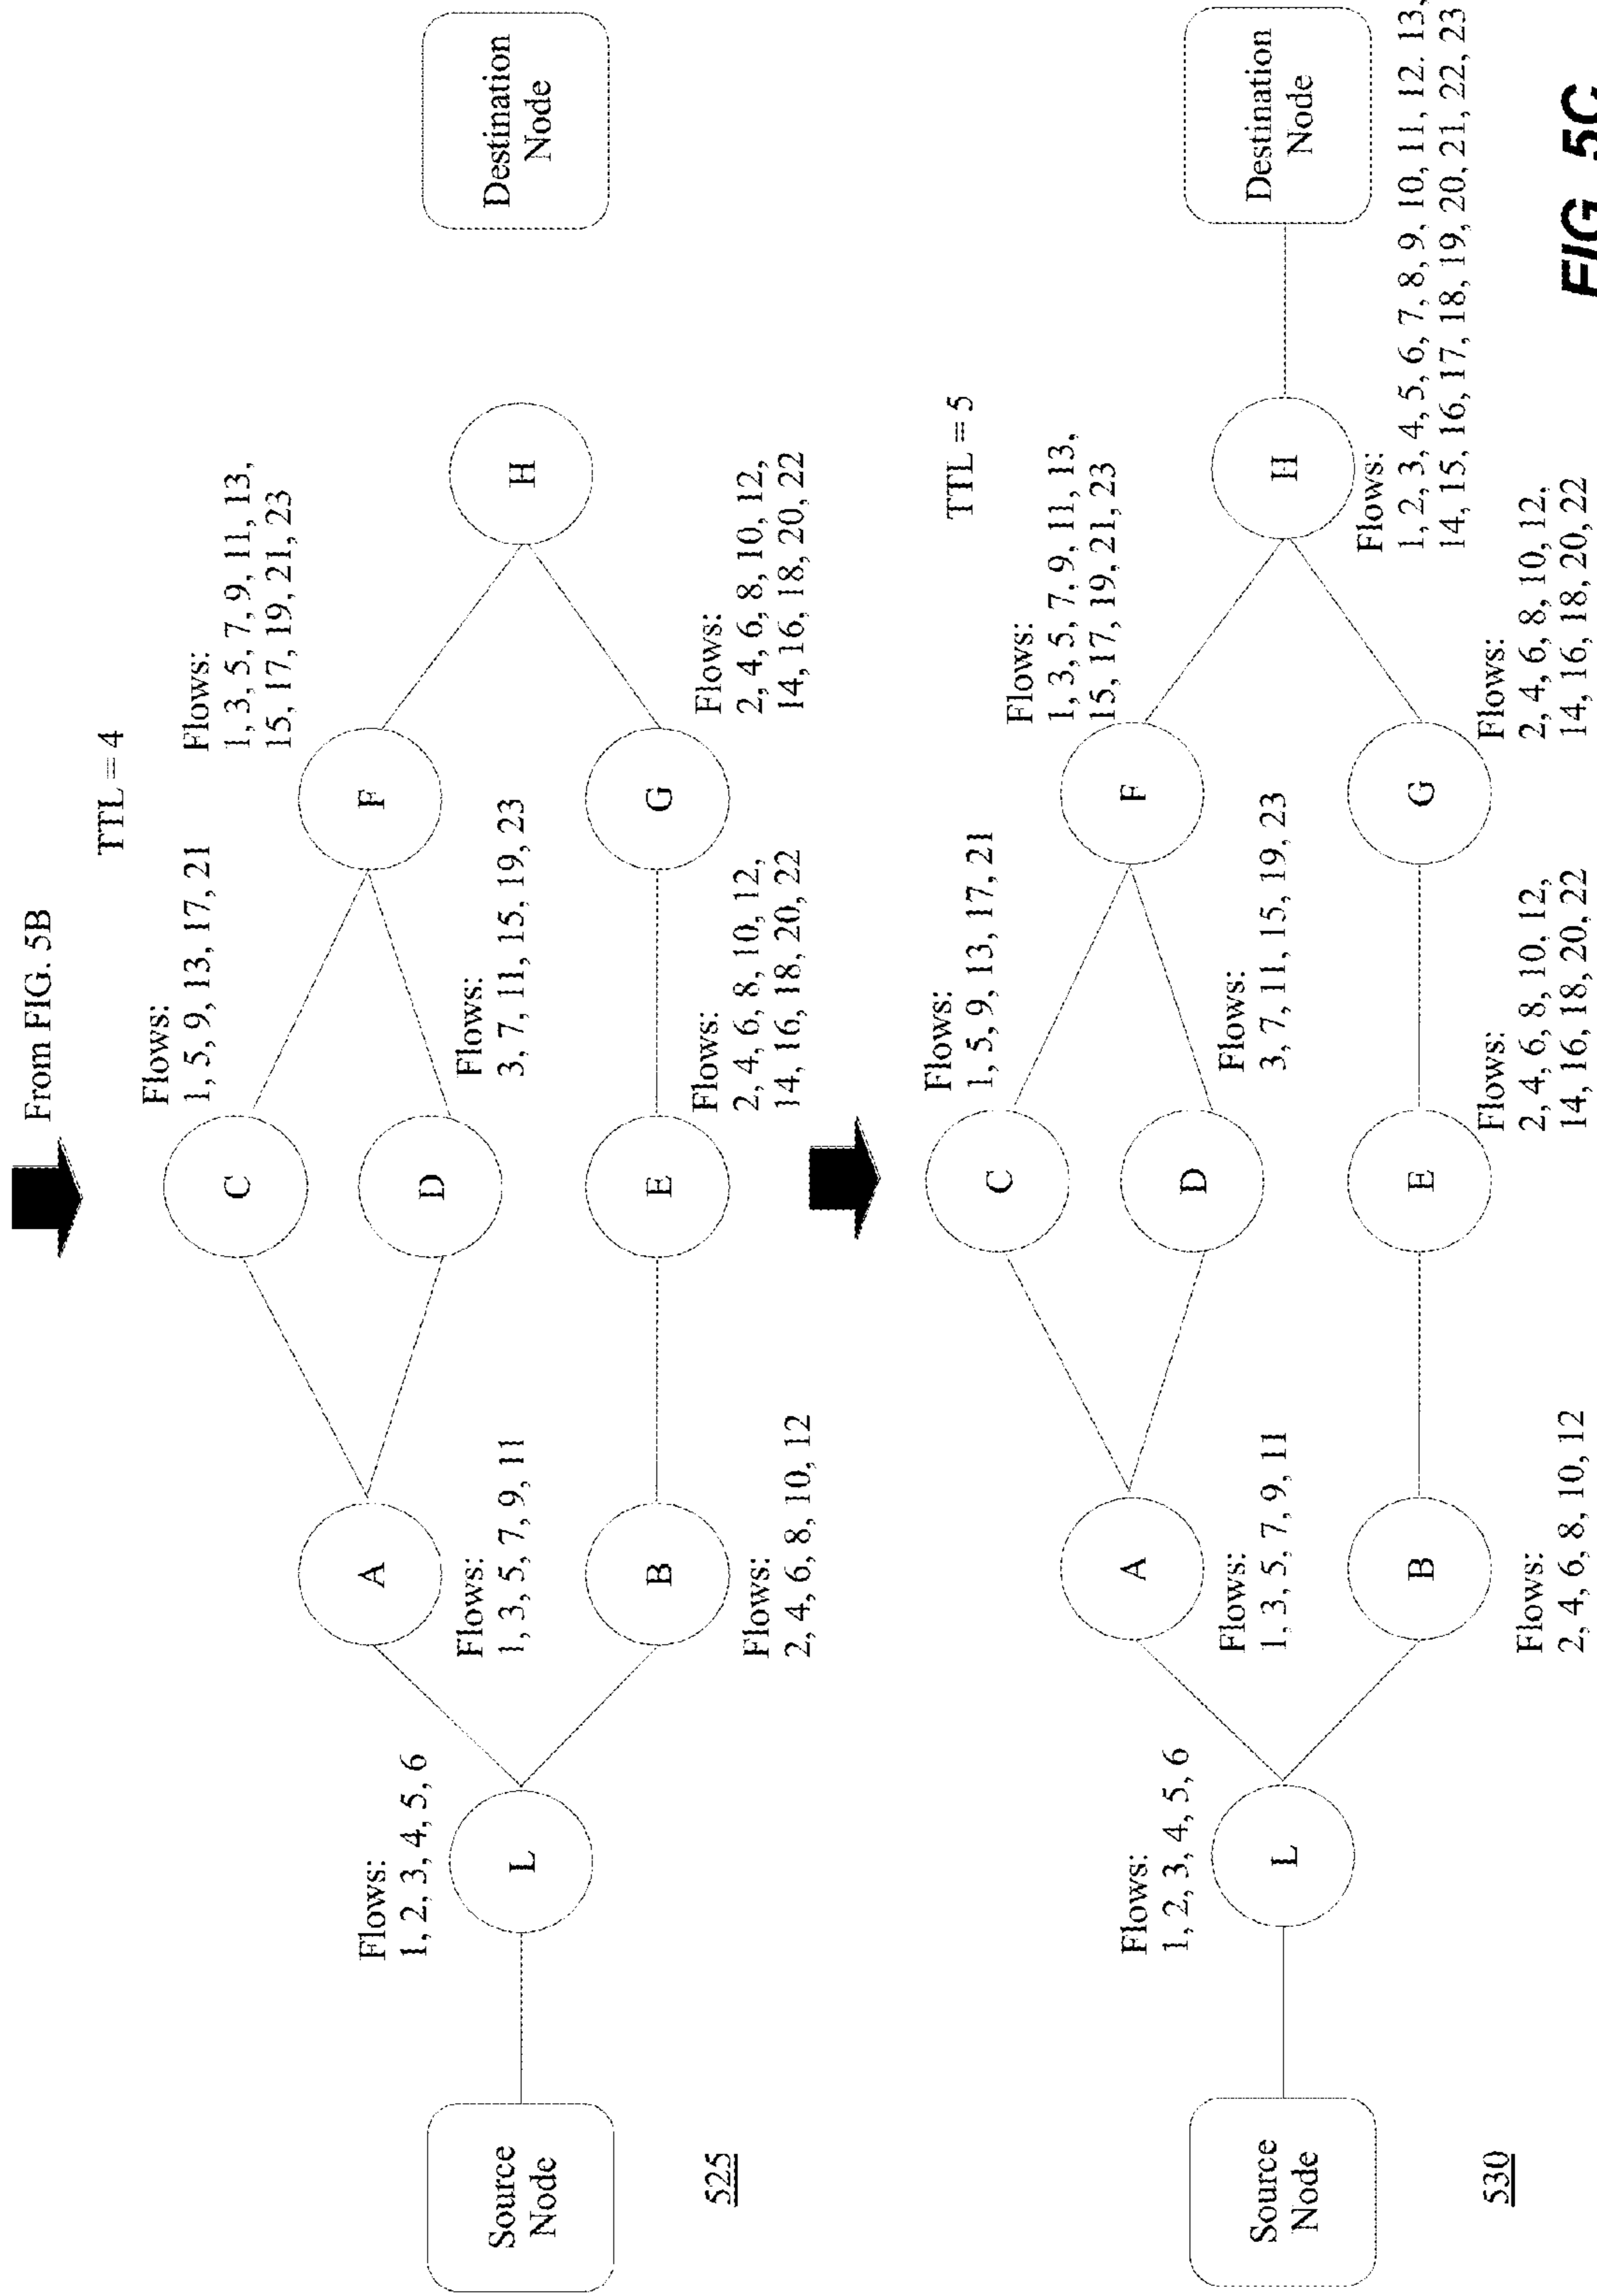 From FIG. 5B
TTL = 4
Flows:
1, 5, 9, 13, 17, 21
Flows:
1, 3, 5, 7, 9, 11, 13,
15, 17, 19, 21, 23
Flows:
1, 2, 3, 4, 5, 6
C
D
A
F
Source
Node
L
H
Destination
Node
Flows:
1, 3, 5, 7, 9, 11
Flows:
3, 7, 11, 15, 19, 23
B
E
G
525
Flows:
2, 4, 6, 8, 10, 12
Flows:
2, 4, 6, 8, 10, 12,
14, 16, 18, 20, 22
Flows:
2, 4, 6, 8, 10, 12,
14, 16, 18, 20, 22
TTL = 5
Flows:
1, 5, 9, 13, 17, 21
Flows:
1, 3, 5, 7, 9, 11, 13,
15, 17, 19, 21, 23
Flows:
1, 2, 3, 4, 5, 6
C
D
A
F
Source
Node
L
H
Destination
Node
Flows:
1, 3, 5, 7, 9, 11
Flows:
3, 7, 11, 15, 19, 23
Flows:
1, 2, 3, 4, 5, 6, 7, 8, 9, 10, 11, 12. 13,
14, 15, 16, 17, 18, 19, 20, 21, 22, 23
B
E
G
530
Flows:
2, 4, 6, 8, 10, 12
Flows:
2, 4, 6, 8, 10, 12,
14, 16, 18, 20, 22
Flows:
2, 4, 6, 8, 10, 12,
14, 16, 18, 20, 22
FIG. 5C